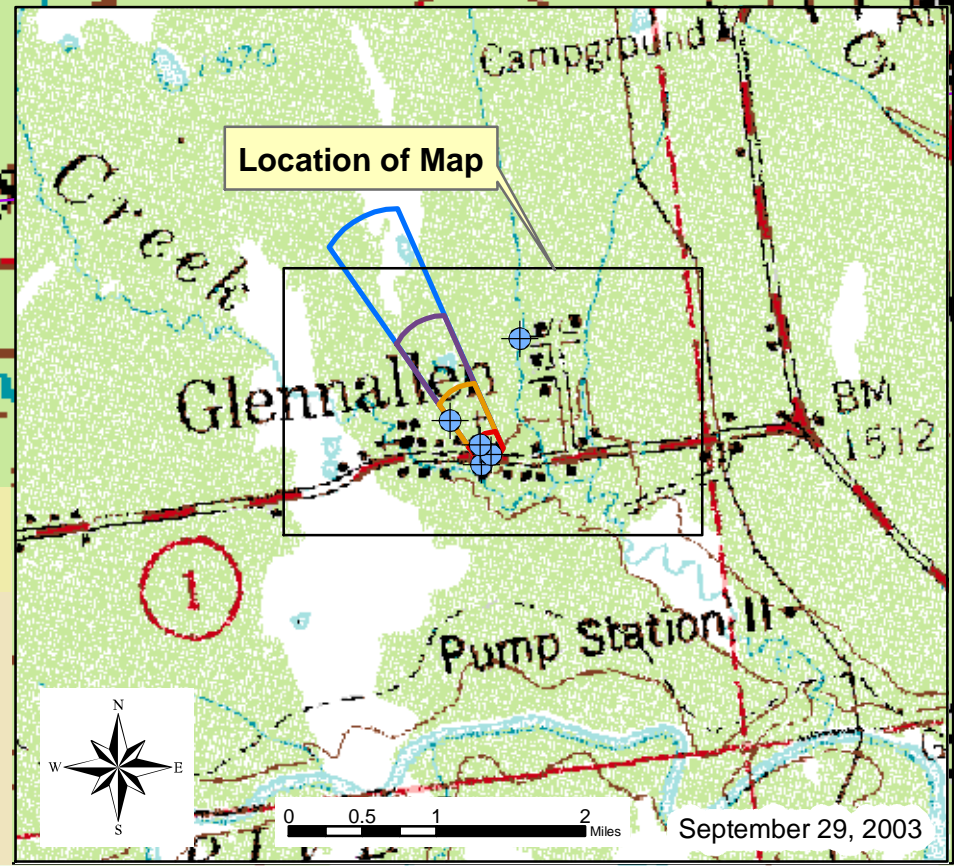 570
Campground
Location of Map
Creek
Glennallen
BM
1512
1
Pump Station 11
N
W E
S
0 0.5 1 2
Miles
September 29, 2003